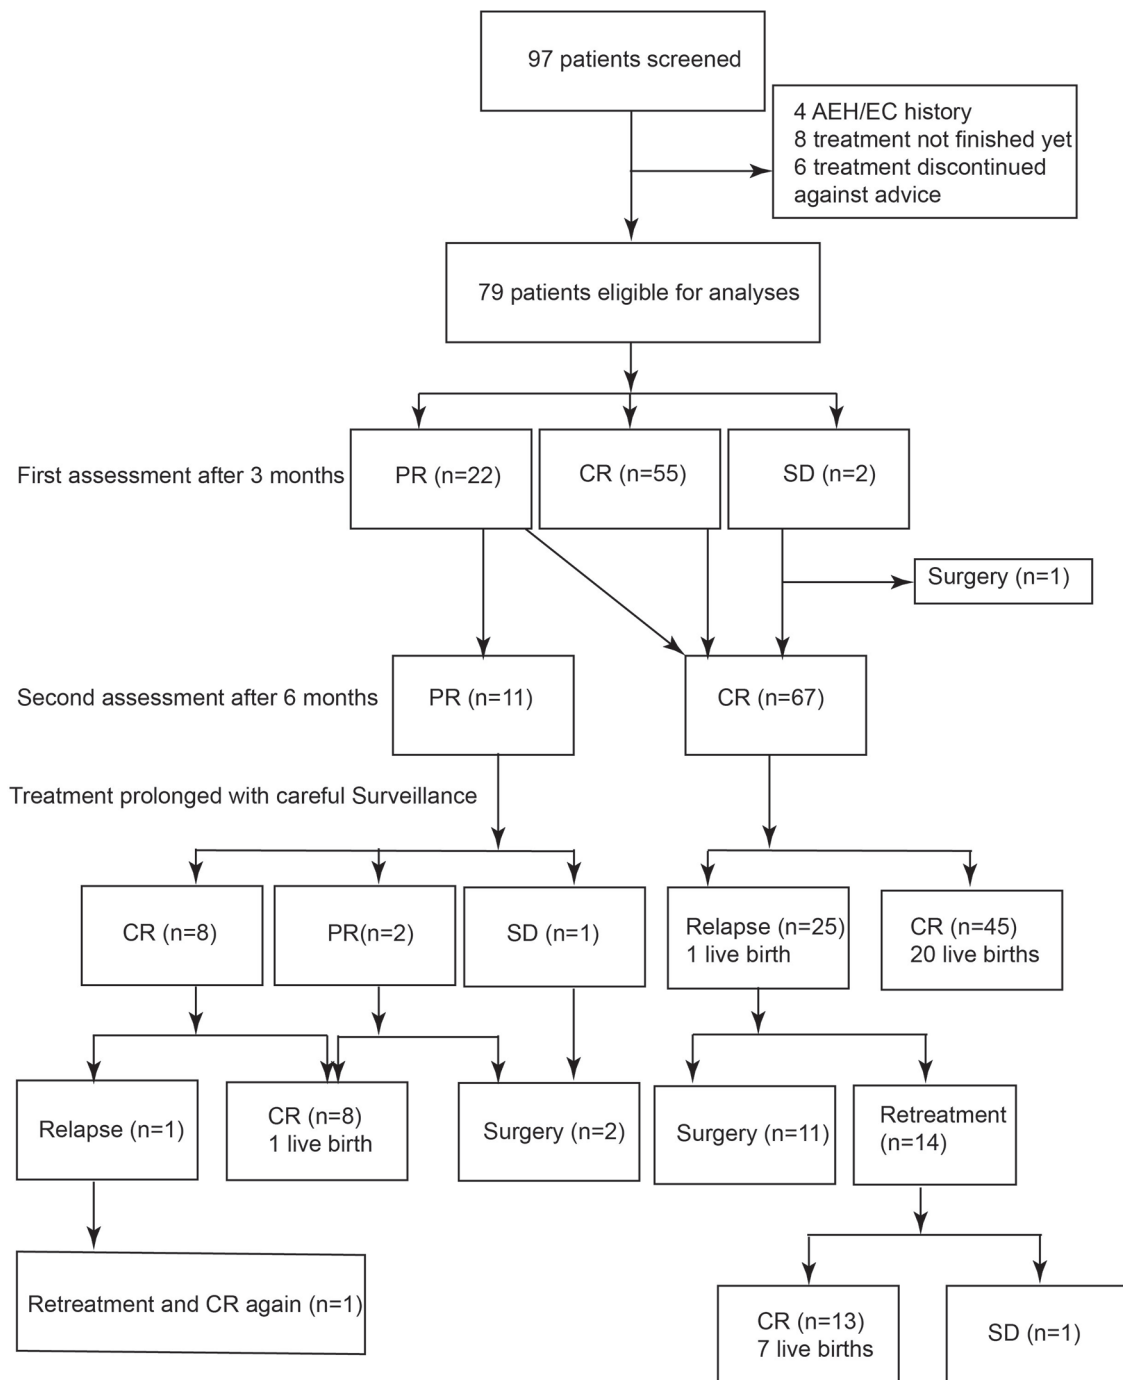 97 patients screened
4 AEH/EC history
8 treatment not finished yet
6 treatment discontinued
against advice
79 patients eligible for analyses
First assessment after 3 months
PR (n=22)
CR (n=55)
SD (n=2)
Surgery (n=1)
Second assessment after 6 months
PR (n=11)
CR (n=67)
Treatment prolonged with careful Surveillance
CR (n=8)
PR(n=2)
SD (n=1)
Relapse (n=25)
1 live birth
CR (n=45)
20 live births
Relapse (n=1)
CR (n=8)
1 live birth
Surgery (n=2)
Surgery (n=11)
Retreatment
(n=14)
Retreatment and CR again (n=1)
CR (n=13)
7 live births
SD (n=1)